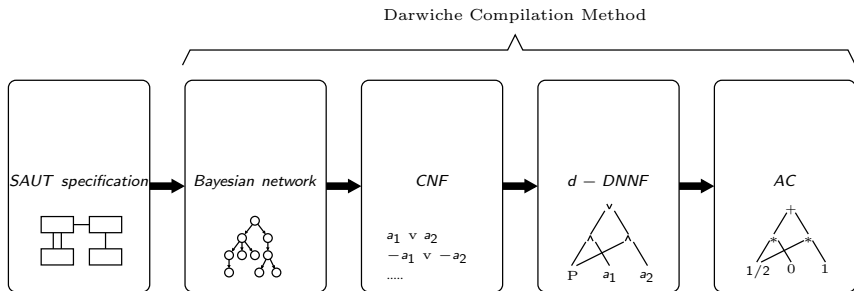 Darwiche Compilation Method
SAUT specification
Bayesian network
CNF
d – DNNF
AC
a1 v a2
−a1 v −a2
.....
v
^ ^
P a1 a2
+
* *
1/2 0 1